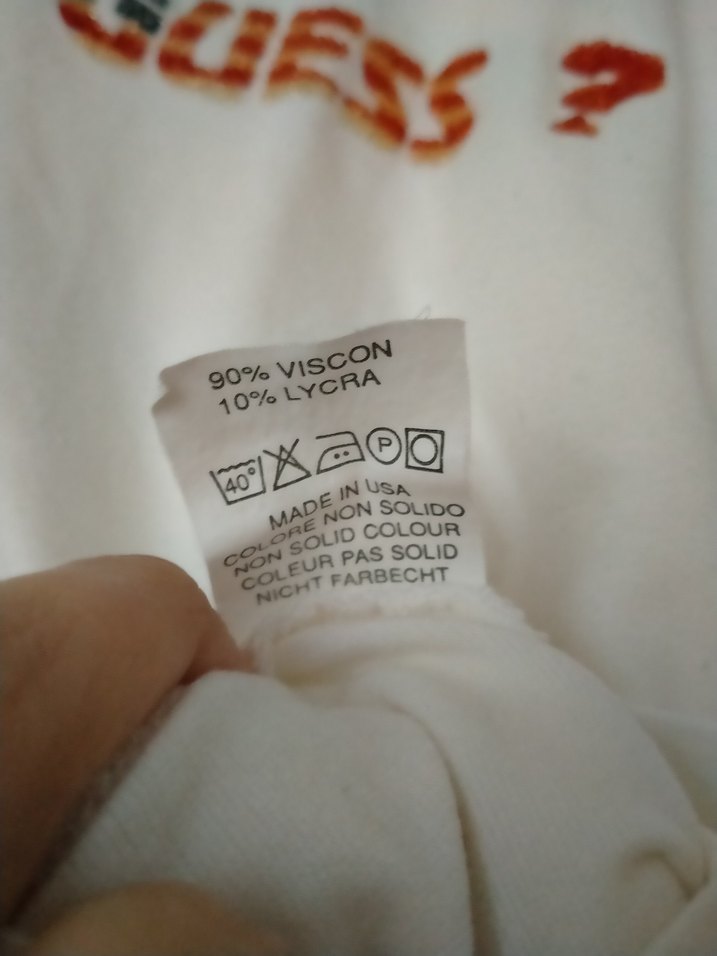 GUESS ?
90% VISCON
10% LYCRA
40°
P
MADE IN USA
COLORE NON SOLIDO
NON SOLID COLOUR
COLEUR PAS SOLID
NICHT FARBECHT